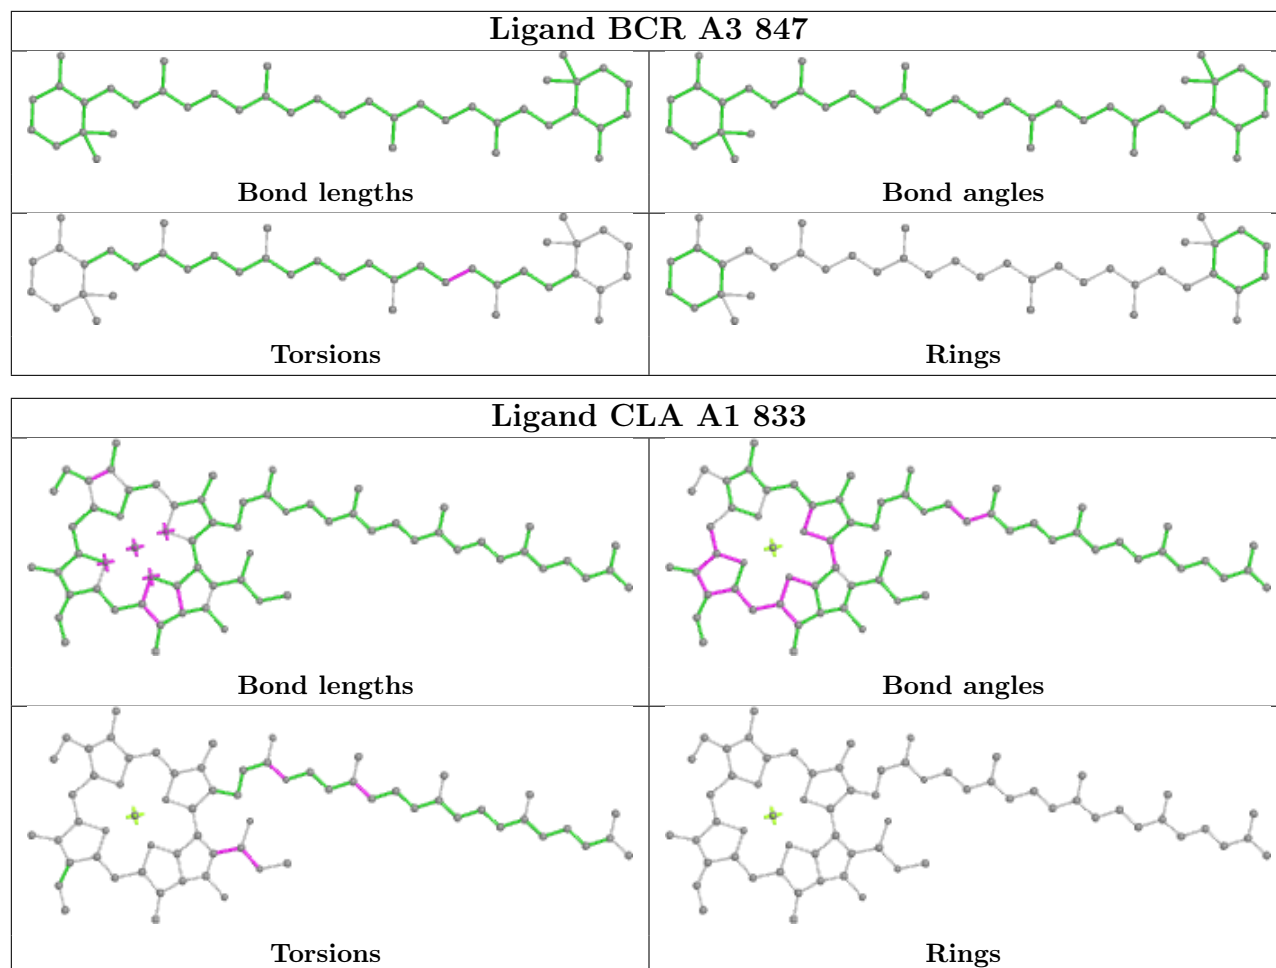 Ligand BCR A3 847
Bond lengths
Bond angles
Torsions
Rings
Ligand CLA A1 833
Bond lengths
Bond angles
Torsions
Rings